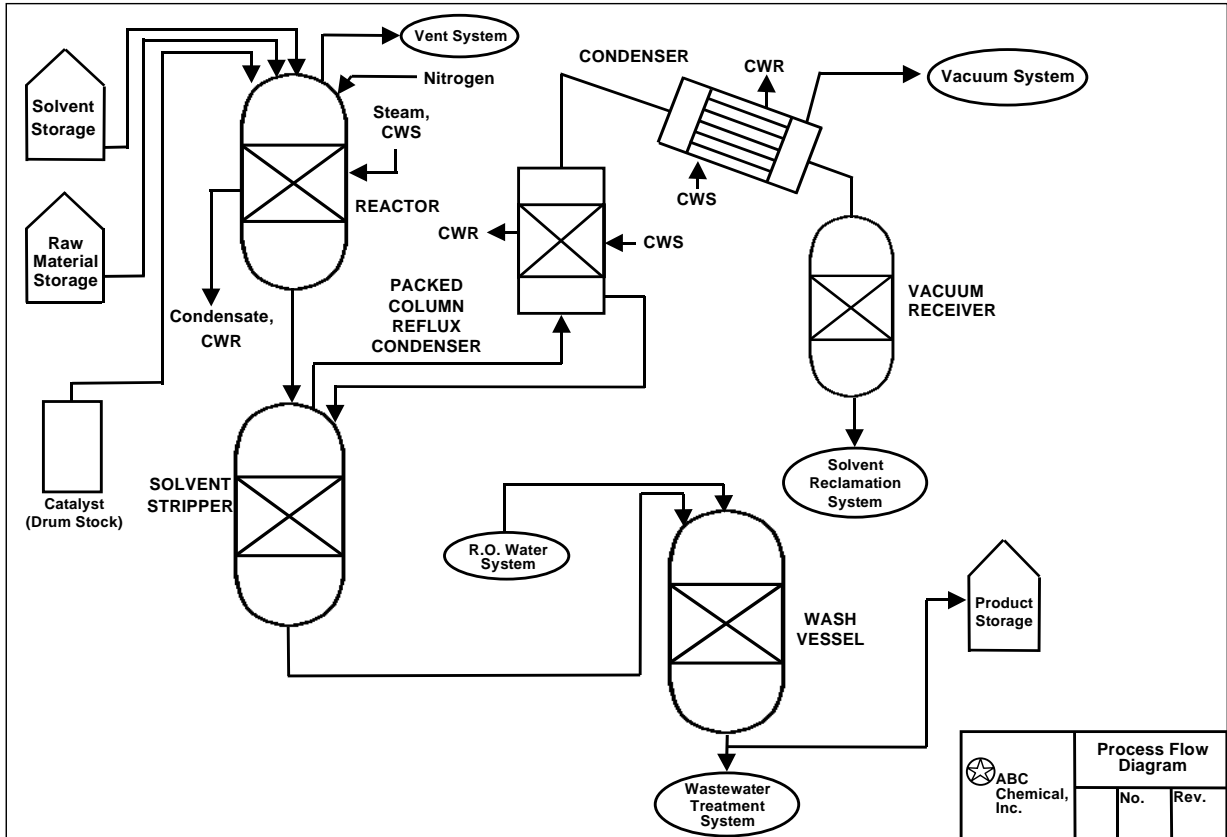 Vent System
Nitrogen
Solvent
Storage
Steam,
CWS
REACTOR
Raw
Material
Storage
Condensate,
CWR
Catalyst
(Drum Stock)
CONDENSER
CWR
Vacuum System
CWS
CWR
CWS
PACKED
COLUMN
REFLUX
CONDENSER
VACUUM
RECEIVER
Solvent
Reclamation
System
SOLVENT
STRIPPER
R.O. Water
System
WASH
VESSEL
Product
Storage
Wastewater
Treatment
System
ABC
Chemical,
Inc.
Process Flow
Diagram
No.
Rev.